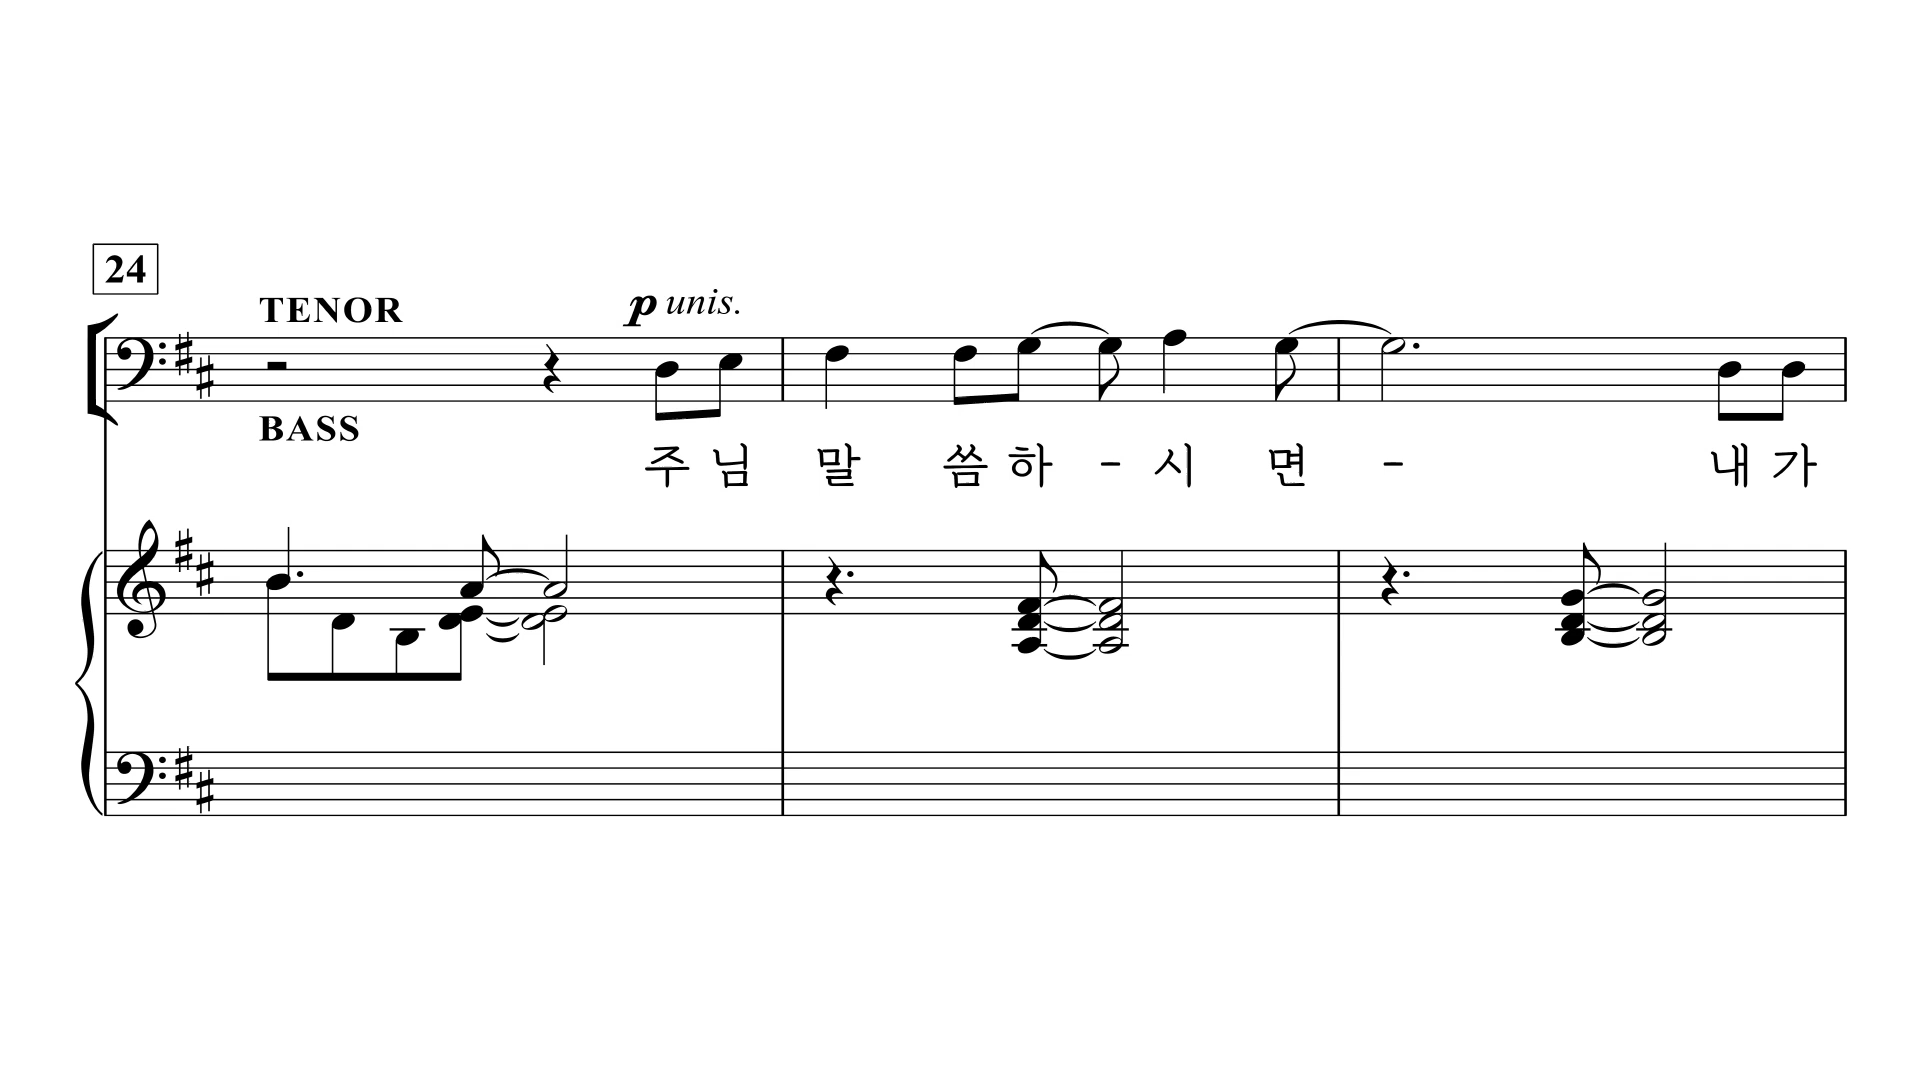 24
TENOR
p unis.
BASS
주 님 말 씀 하 - 시 면 - 내 가